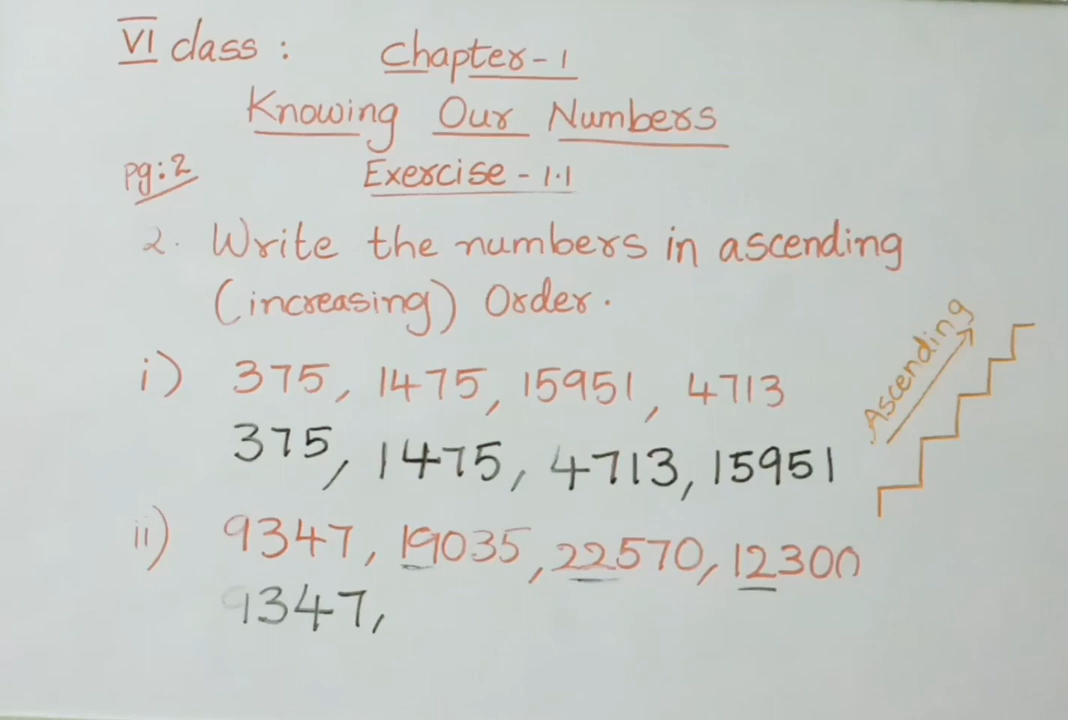 VI class : Chapter - 1
Knowing Our Numbers
pg:2 Exercise - 1.1
2. Write the numbers in ascending
(increasing) Order.
i) 375, 1475, 15951, 4713
375, 1475, 4713, 15951
Ascending
ii) 9347, 19035, 22570, 12300
9347,